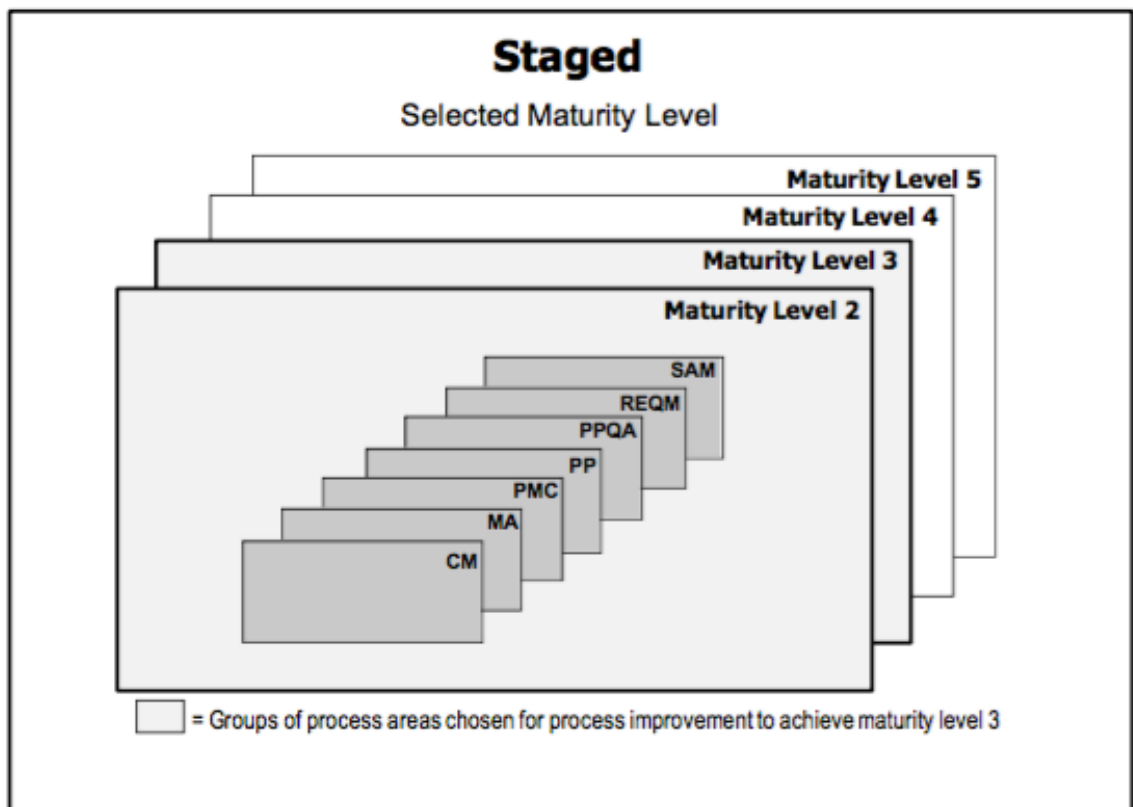 Staged
Selected Maturity Level
Maturity Level 5
Maturity Level 4
Maturity Level 3
Maturity Level 2
SAM
REQM
PPQA
PP
PMC
MA
CM
= Groups of process areas chosen for process improvement to achieve maturity level 3